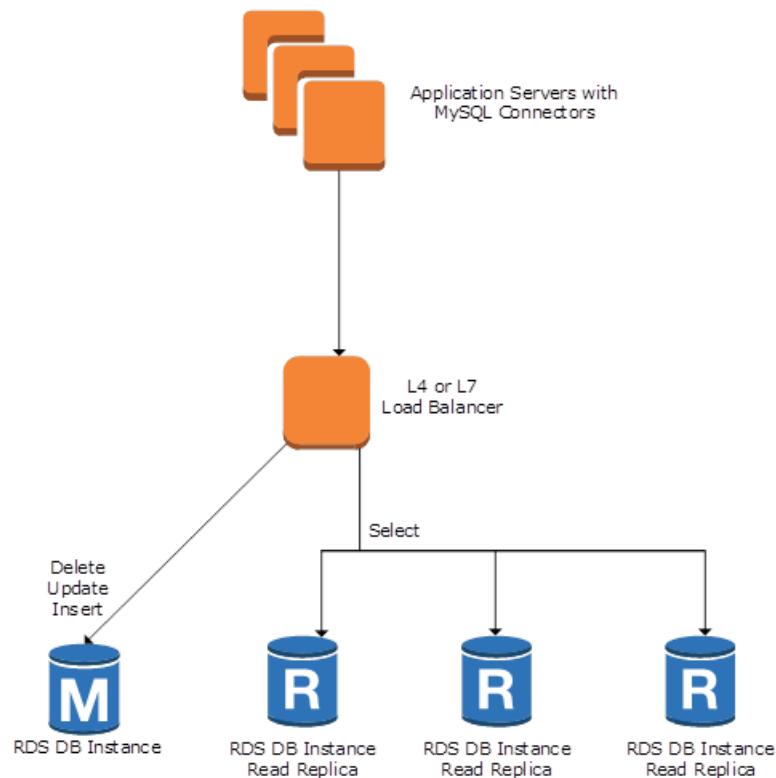 Application Servers with
MySQL Connectors
L4 or L7
Load Balancer
Select
Delete
Update
Insert
M
R
R
R
RDS DB Instance
RDS DB Instance
Read Replica
RDS DB Instance
Read Replica
RDS DB Instance
Read Replica